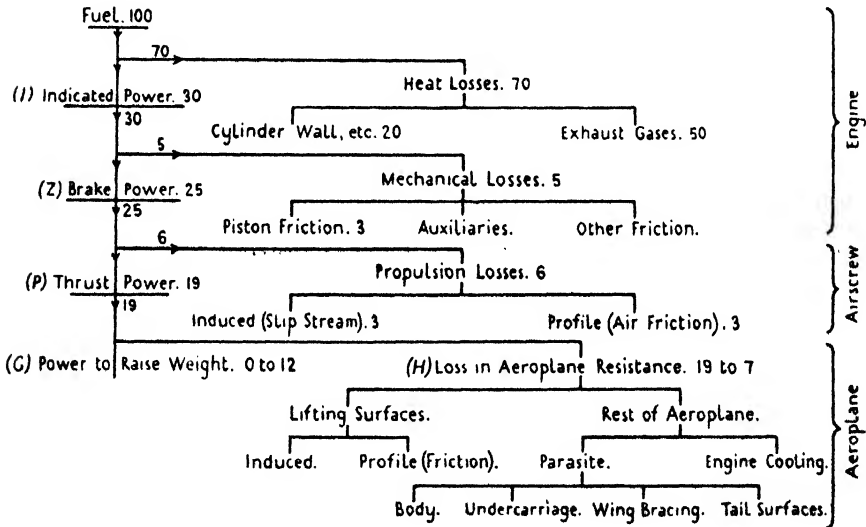 Fuel. 100
70
Heat Losses. 70
(I) Indicated Power. 30
30
Cylinder Wall, etc. 20
Exhaust Gases. 50
5
Mechanical Losses. 5
(Z) Brake Power. 25
25
Piston Friction. 3
Auxiliaries.
Other Friction.
6
Propulsion Losses. 6
(P) Thrust Power. 19
19
Induced (Slip Stream). 3
Profile (Air Friction). 3
(G) Power to Raise Weight. 0 to 12
(H) Loss in Aeroplane Resistance. 19 to 7
Lifting Surfaces.
Rest of Aeroplane.
Induced.
Profile (Friction).
Parasite.
Engine Cooling.
Body.
Undercarriage.
Wing Bracing.
Tail Surfaces.
Engine
Airscrew
Aeroplane